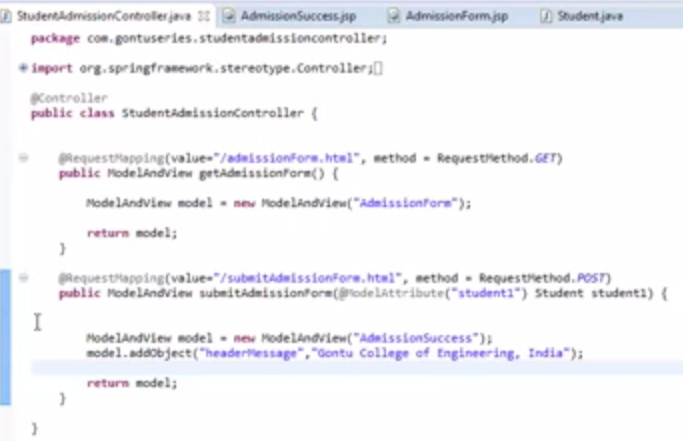 StudentAdmissionController.java AdmissionSuccess.jsp AdmissionForm.jsp Student.java
package com.gontuseries.studentadmissioncontroller;
import org.springframework.stereotype.Controller;
@Controller
public class StudentAdmissionController {
@RequestMapping(value="/admissionForm.html", method = RequestMethod.GET)
public ModelAndView getAdmissionForm() {
ModelAndView model = new ModelAndView("AdmissionForm");
return model;
}
@RequestMapping(value="/submitAdmissionForm.html", method = RequestMethod.POST)
public ModelAndView submitAdmissionForm(@ModelAttribute("student1") Student student1) {
ModelAndView model = new ModelAndView("AdmissionSuccess");
model.addObject("headerMessage","Gontu College of Engineering, India");
return model;
}
}